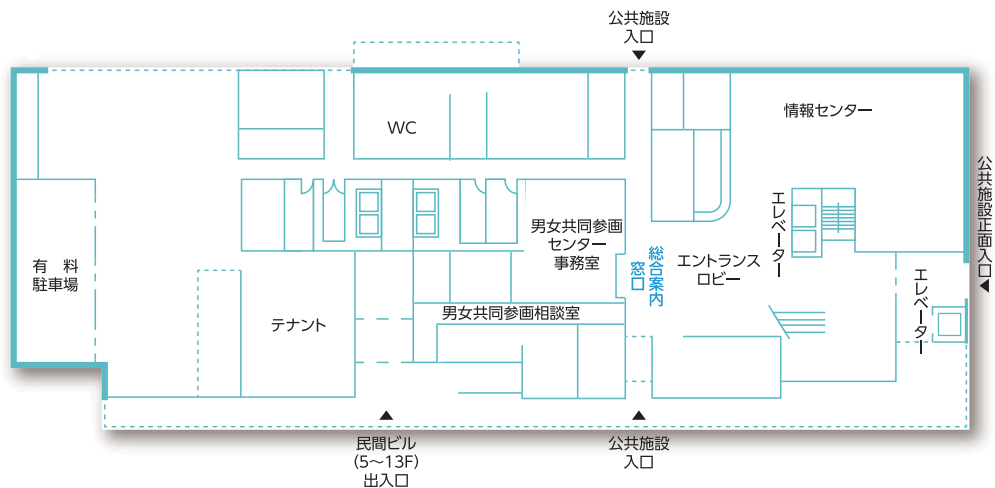 公共施設
入口
情報センター
WC
公共施設正面入口
エレベーター
男女共同参画
センター
事務室
総合案内
窓口
エントランス
ロビー
有 料
駐車場
エレベーター
男女共同参画相談室
テナント
民間ビル
(5～13F)
出入口
公共施設
入口